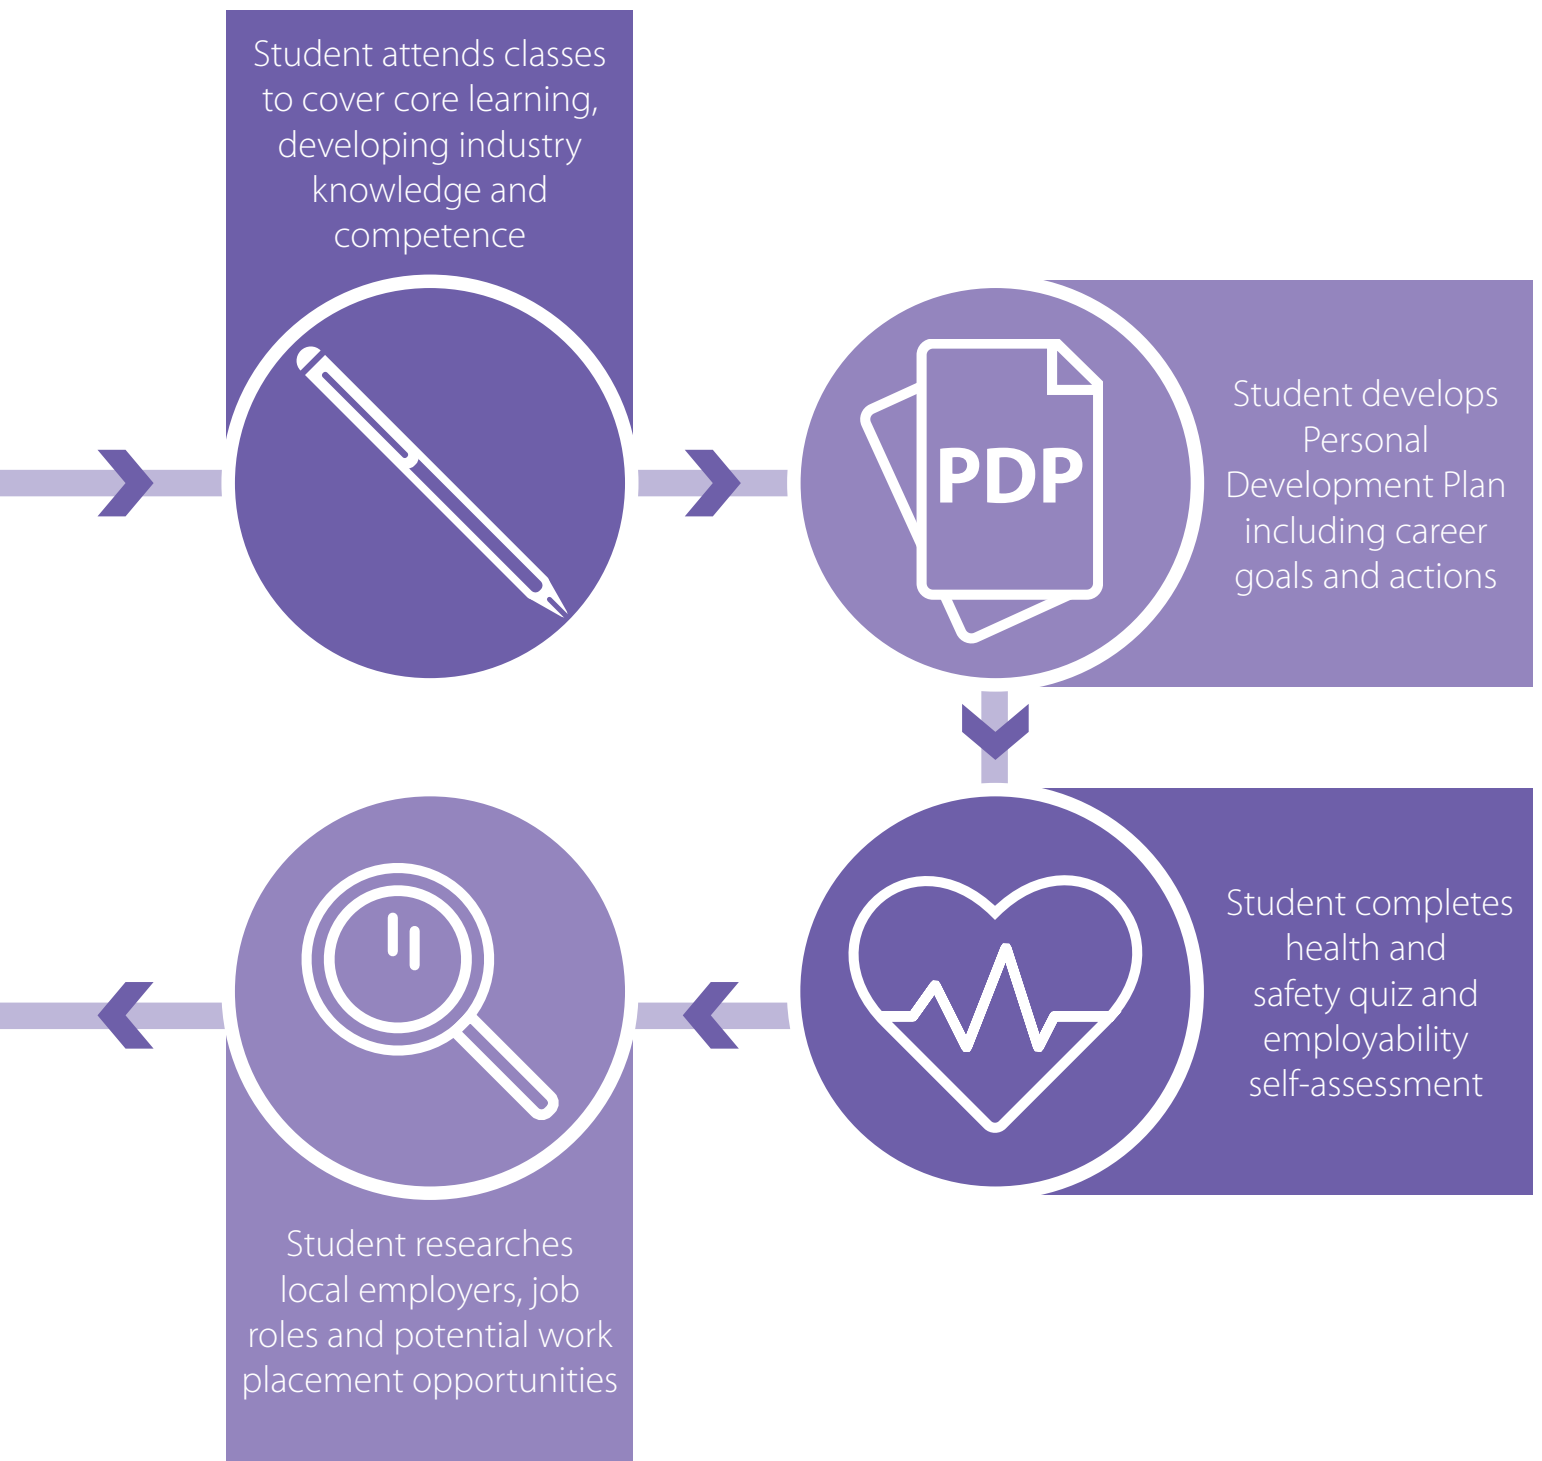 Student attends classes
to cover core learning,
developing industry
knowledge and
competence
PDP
Student develops
Personal
Development Plan
including career
goals and actions
Student completes
health and
safety quiz and
employability
self-assessment
Student researches
local employers, job
roles and potential work
placement opportunities